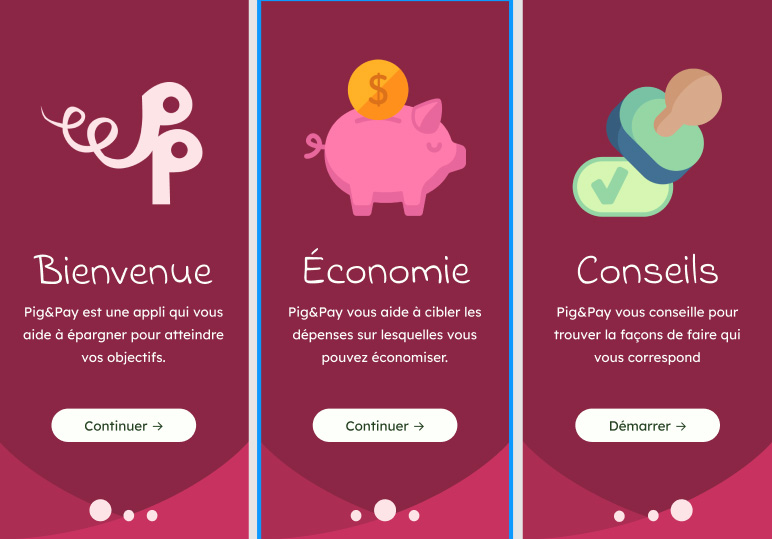 PP
Bienvenue
Pig&Pay est une appli qui vous
aide à épargner pour atteindre
vos objectifs.
Continuer →
$
Économie
Pig&Pay vous aide à cibler les
dépenses sur lesquelles vous
pouvez économiser.
Continuer →
Conseils
Pig&Pay vous conseille pour
trouver la façons de faire qui
vous correspond
Démarrer →